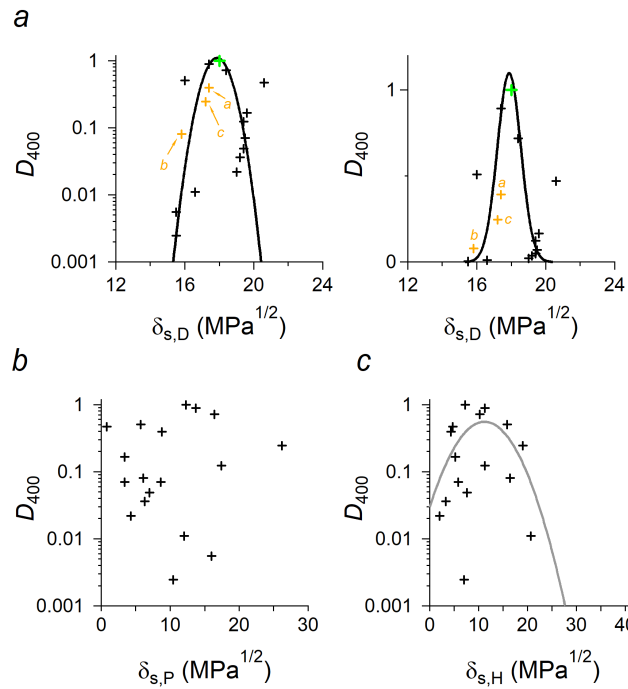 a
1
0.1
0.01
0.001
D400
a
c
b
12 16 20 24
δs,D (MPa1/2)
1
0
D400
a
c
b
12 16 20 24
δs,D (MPa1/2)
b
1
0.1
0.01
0.001
D400
0 10 20 30
δs,P (MPa1/2)
c
1
0.1
0.01
0.001
D400
0 10 20 30 40
δs,H (MPa1/2)